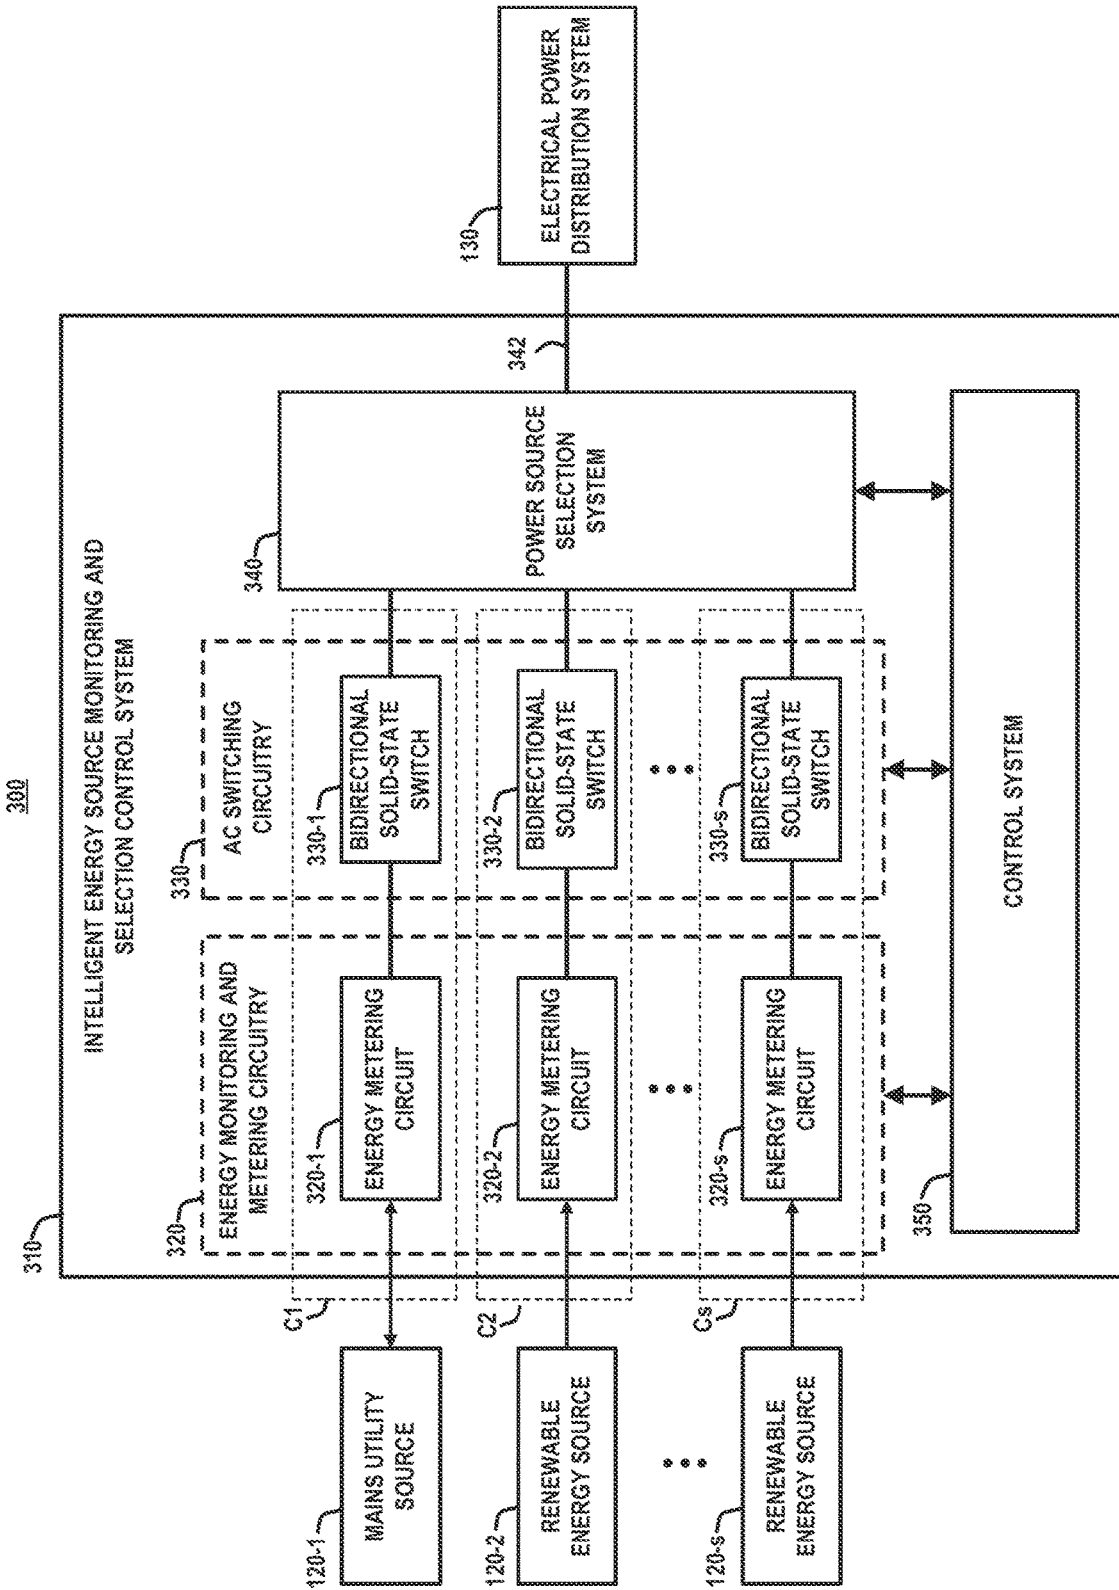 300
INTELLIGENT ENERGY SOURCE MONITORING AND
SELECTION CONTROL SYSTEM
310
320
ENERGY MONITORING AND
METERING CIRCUITRY
330
AC SWITCHING
CIRCUITRY
340
POWER SOURCE
SELECTION
SYSTEM
342
130
ELECTRICAL POWER
DISTRIBUTION SYSTEM
120-1
MAINS UTILITY
SOURCE
C1
320-1
ENERGY METERING
CIRCUIT
330-1
BIDIRECTIONAL
SOLID-STATE
SWITCH
120-2
RENEWABLE
ENERGY SOURCE
C2
320-2
ENERGY METERING
CIRCUIT
330-2
BIDIRECTIONAL
SOLID-STATE
SWITCH
120-s
RENEWABLE
ENERGY SOURCE
Cs
320-s
ENERGY METERING
CIRCUIT
330-s
BIDIRECTIONAL
SOLID-STATE
SWITCH
350
CONTROL SYSTEM